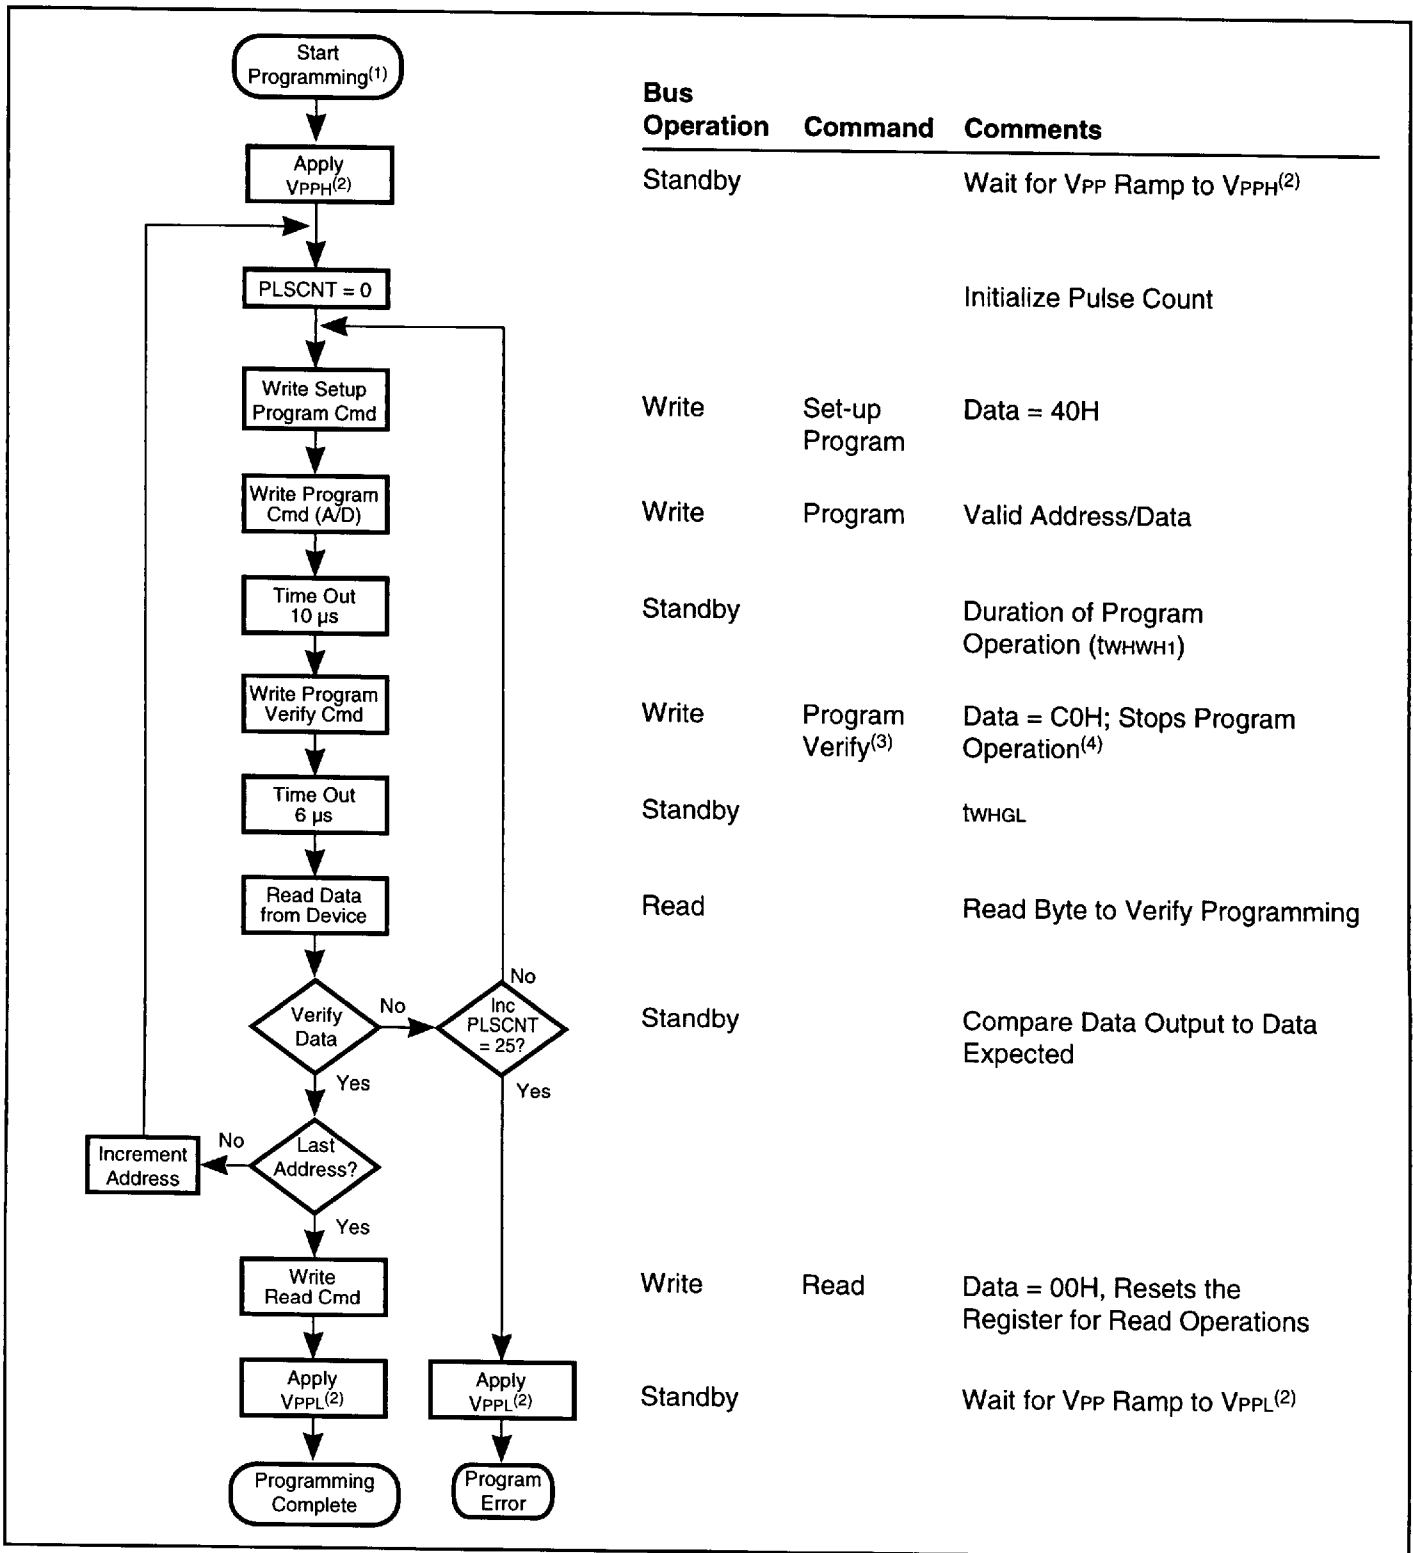 Start
Programming(1)
Apply
VPPH(2)
PLSCNT = 0
Write Setup
Program Cmd
Write Program
Cmd (A/D)
Time Out
10 µs
Write Program
Verify Cmd
Time Out
6 µs
Read Data
from Device
Verify
Data
No
Inc
PLSCNT
= 25?
No
Yes
Yes
Last
Address?
No
Increment
Address
Yes
Write
Read Cmd
Apply
VPPL(2)
Apply
VPPL(2)
Programming
Complete
Program
Error
Bus
Operation Command Comments
Standby Wait for VPP Ramp to VPPH(2)
Initialize Pulse Count
Write Set-up Data = 40H
Program
Write Program Valid Address/Data
Standby Duration of Program
Operation (tWHWH1)
Write Program Data = C0H; Stops Program
Verify(3) Operation(4)
Standby tWHGL
Read Read Byte to Verify Programming
Standby Compare Data Output to Data
Expected
Write Read Data = 00H, Resets the
Register for Read Operations
Standby Wait for VPP Ramp to VPPL(2)